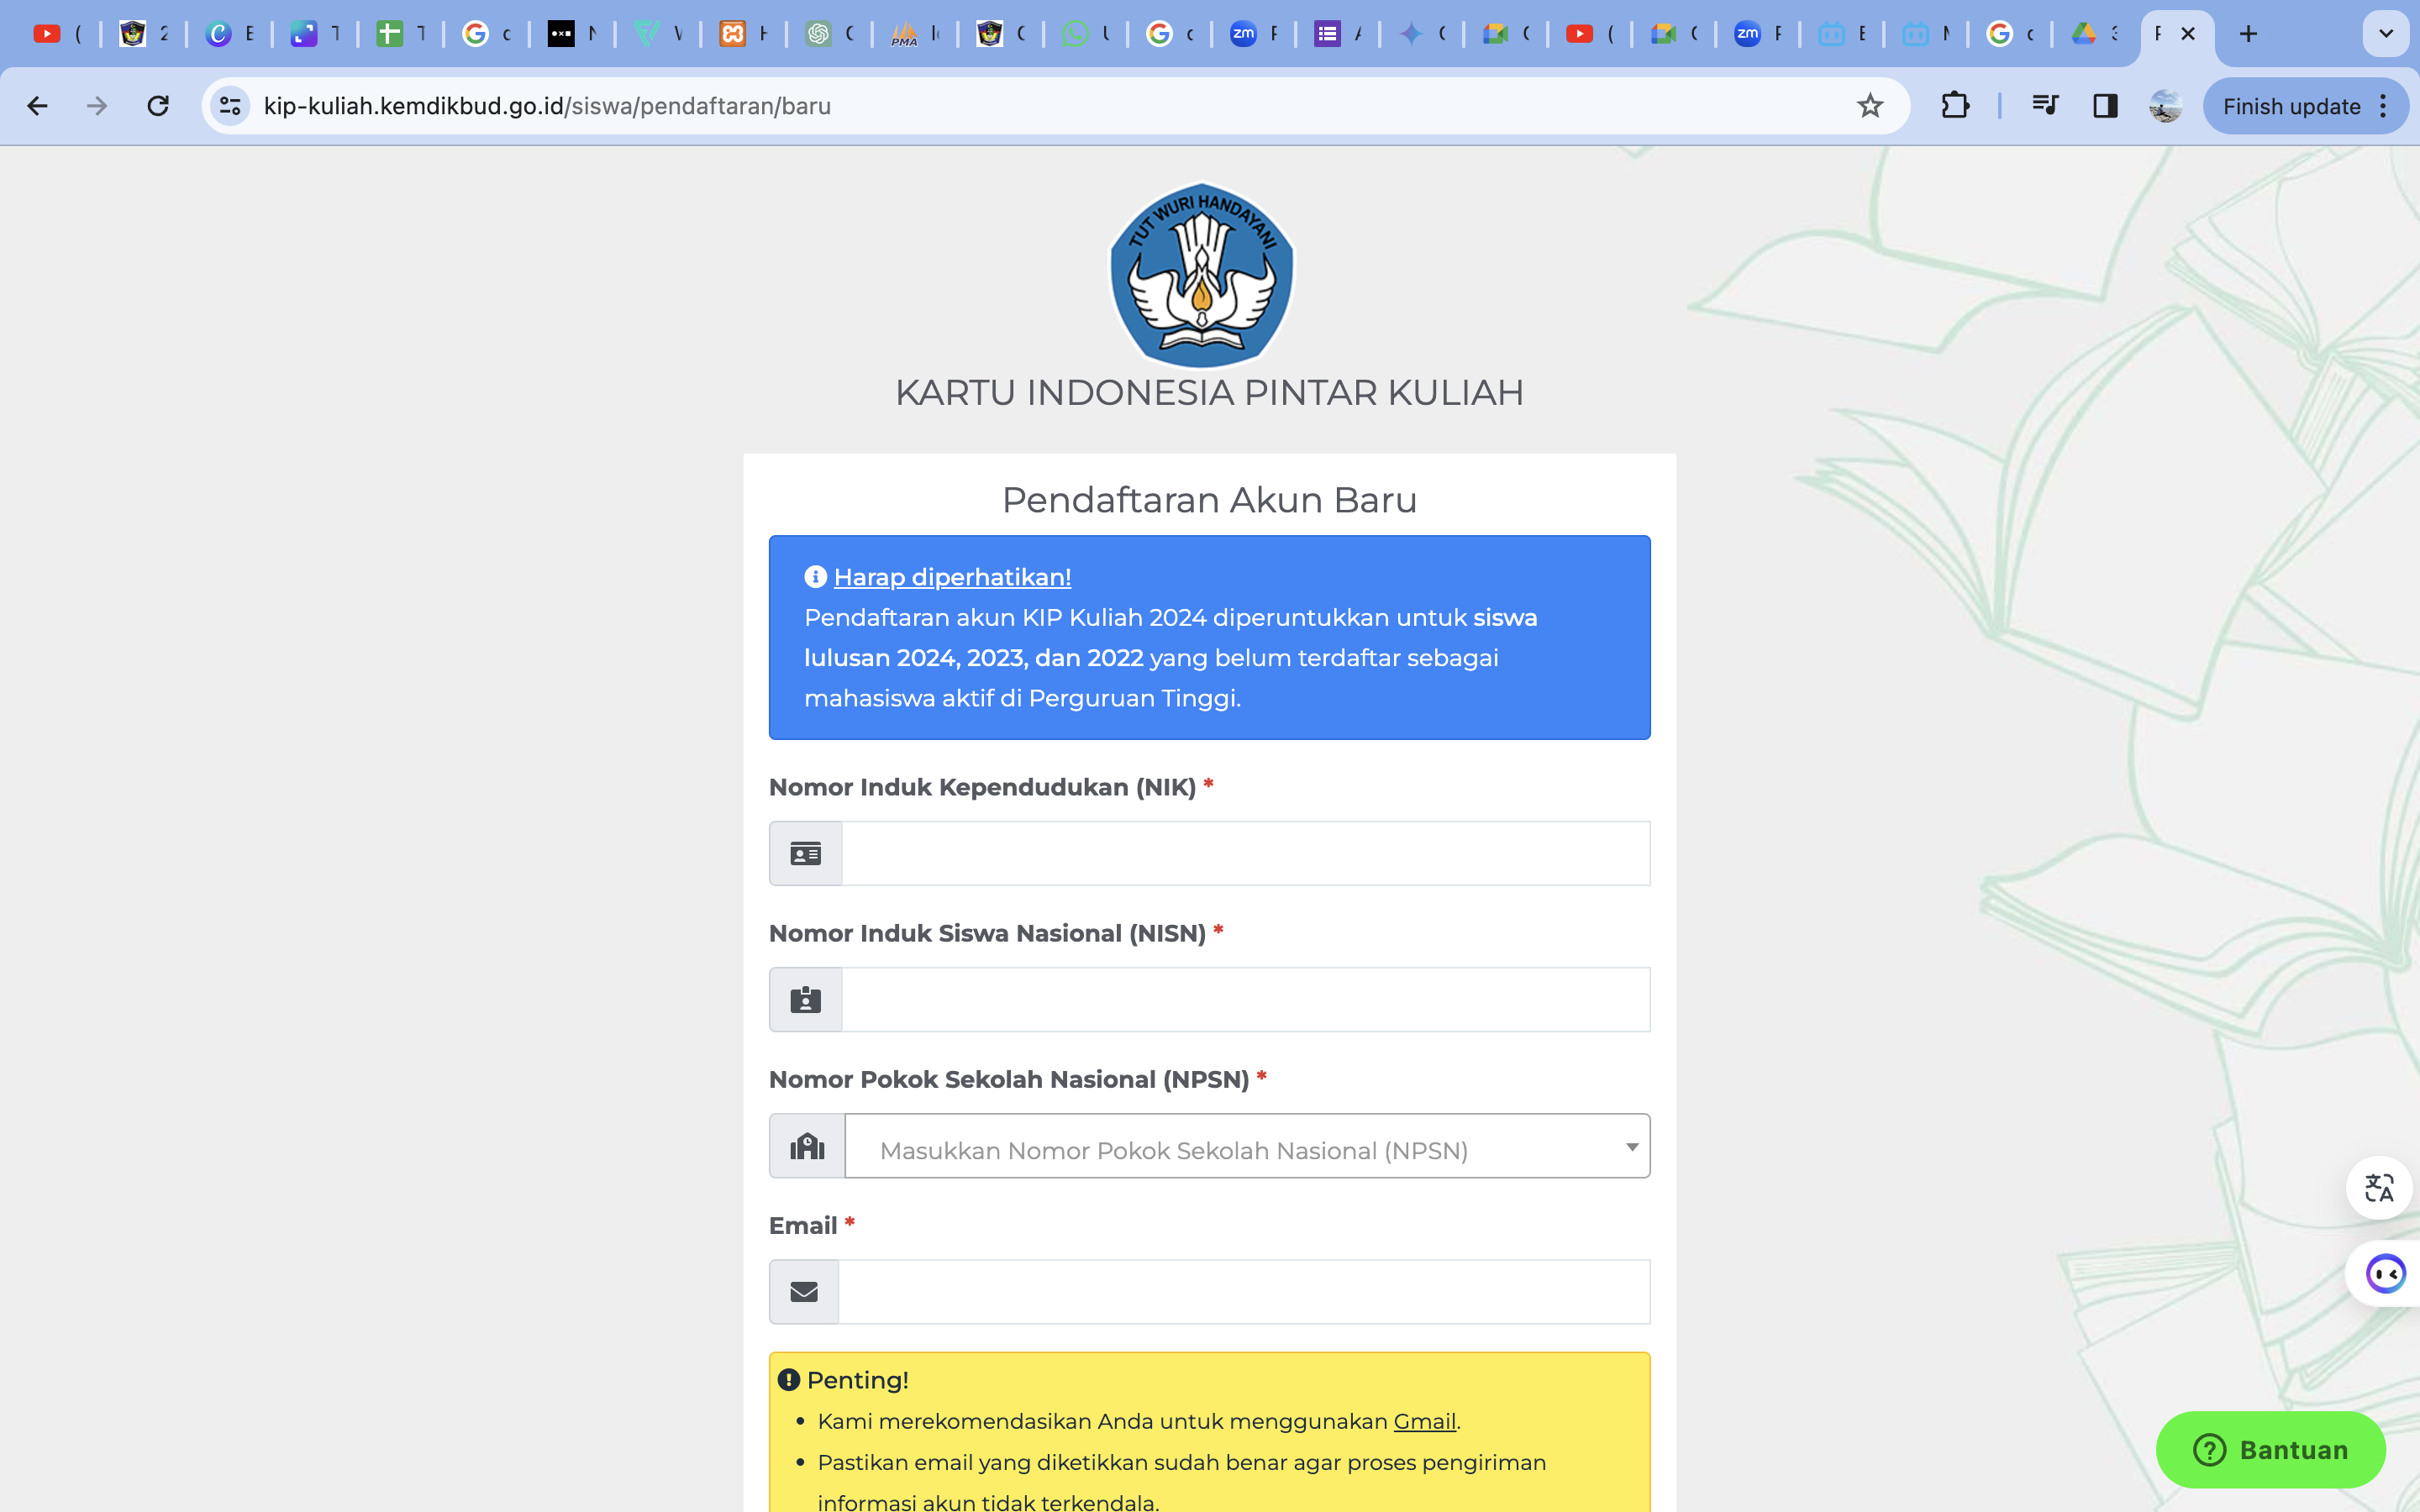 kip-kuliah.kemdikbud.go.id/siswa/pendaftaran/baru
Finish update
TUT WURI HANDAYANI
KARTU INDONESIA PINTAR KULIAH
Pendaftaran Akun Baru
Harap diperhatikan!
Pendaftaran akun KIP Kuliah 2024 diperuntukkan untuk siswa
lulusan 2024, 2023, dan 2022 yang belum terdaftar sebagai
mahasiswa aktif di Perguruan Tinggi.
Nomor Induk Kependudukan (NIK) *
Nomor Induk Siswa Nasional (NISN) *
Nomor Pokok Sekolah Nasional (NPSN) *
Masukkan Nomor Pokok Sekolah Nasional (NPSN)
Email *
Penting!
• Kami merekomendasikan Anda untuk menggunakan Gmail.
• Pastikan email yang diketikkan sudah benar agar proses pengiriman
informasi akun tidak terkendala.
Bantuan